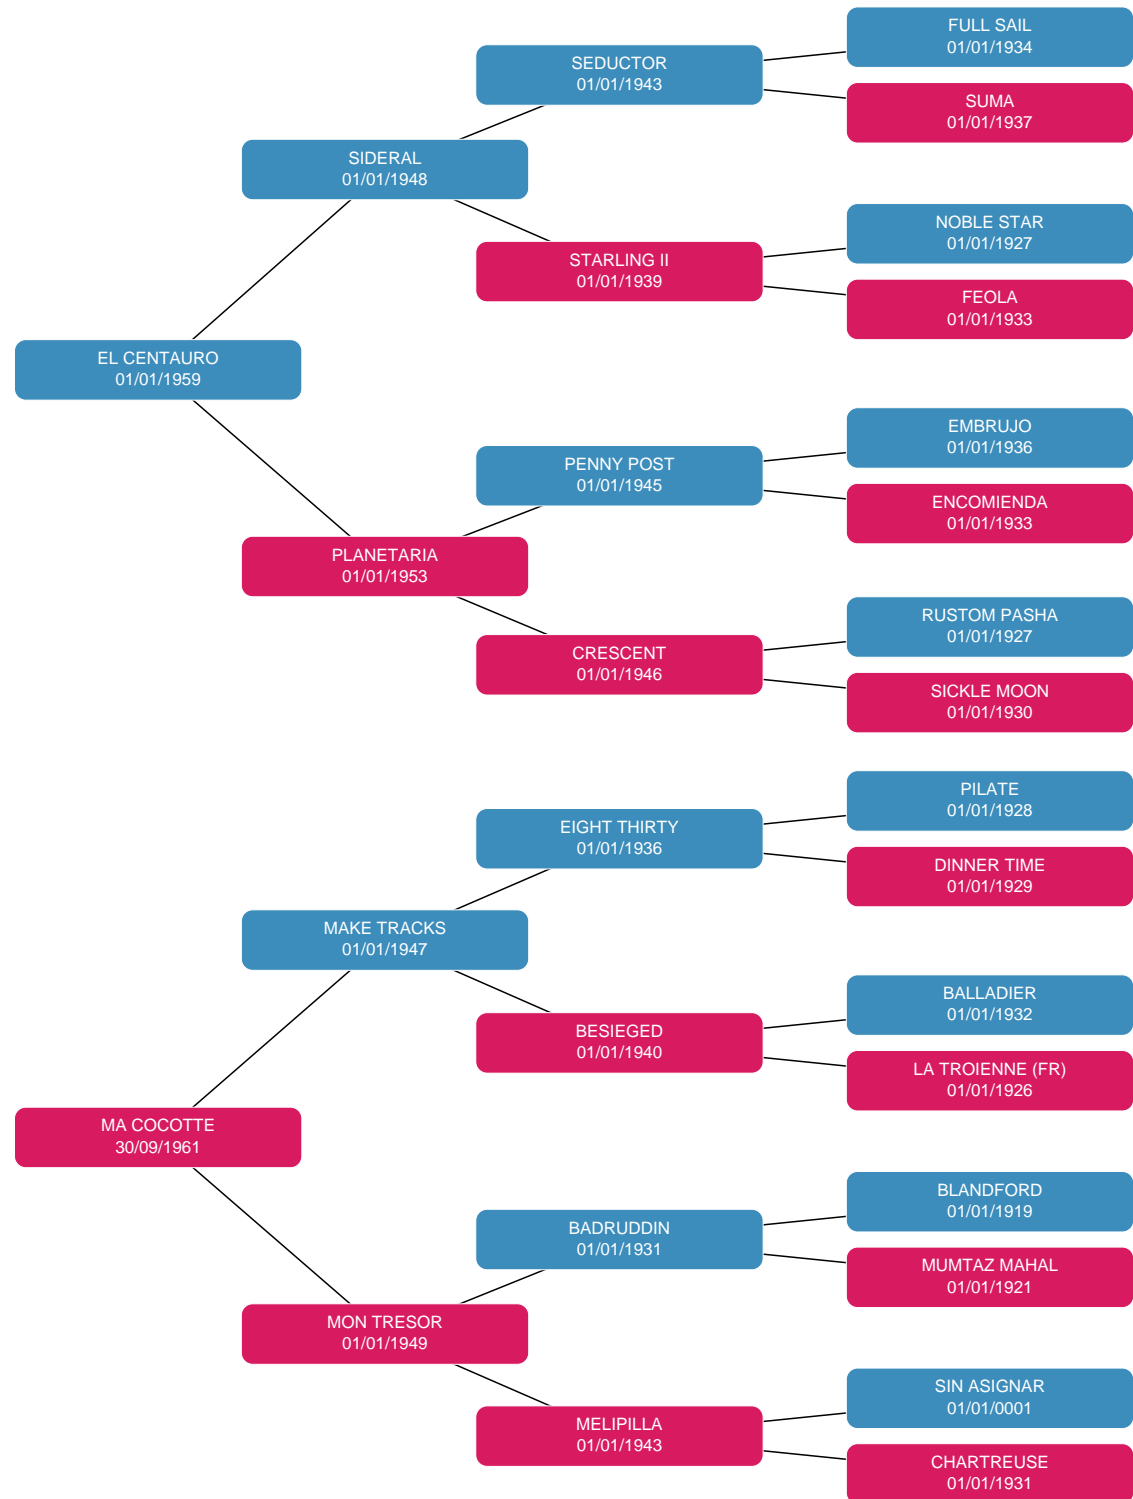 FULL SAIL
01/01/1934
SEDUCTOR
01/01/1943
SUMA
01/01/1937
SIDERAL
01/01/1948
NOBLE STAR
01/01/1927
STARLING II
01/01/1939
FEOLA
01/01/1933
EL CENTAURO
01/01/1959
EMBRUJO
01/01/1936
PENNY POST
01/01/1945
ENCOMIENDA
01/01/1933
PLANETARIA
01/01/1953
RUSTOM PASHA
01/01/1927
CRESCENT
01/01/1946
SICKLE MOON
01/01/1930
PILATE
01/01/1928
EIGHT THIRTY
01/01/1936
DINNER TIME
01/01/1929
MAKE TRACKS
01/01/1947
BALLADIER
01/01/1932
BESIEGED
01/01/1940
LA TROIENNE (FR)
01/01/1926
MA COCOTTE
30/09/1961
BLANDFORD
01/01/1919
BADRUDDIN
01/01/1931
MUMTAZ MAHAL
01/01/1921
MON TRESOR
01/01/1949
SIN ASIGNAR
01/01/0001
MELIPILLA
01/01/1943
CHARTREUSE
01/01/1931